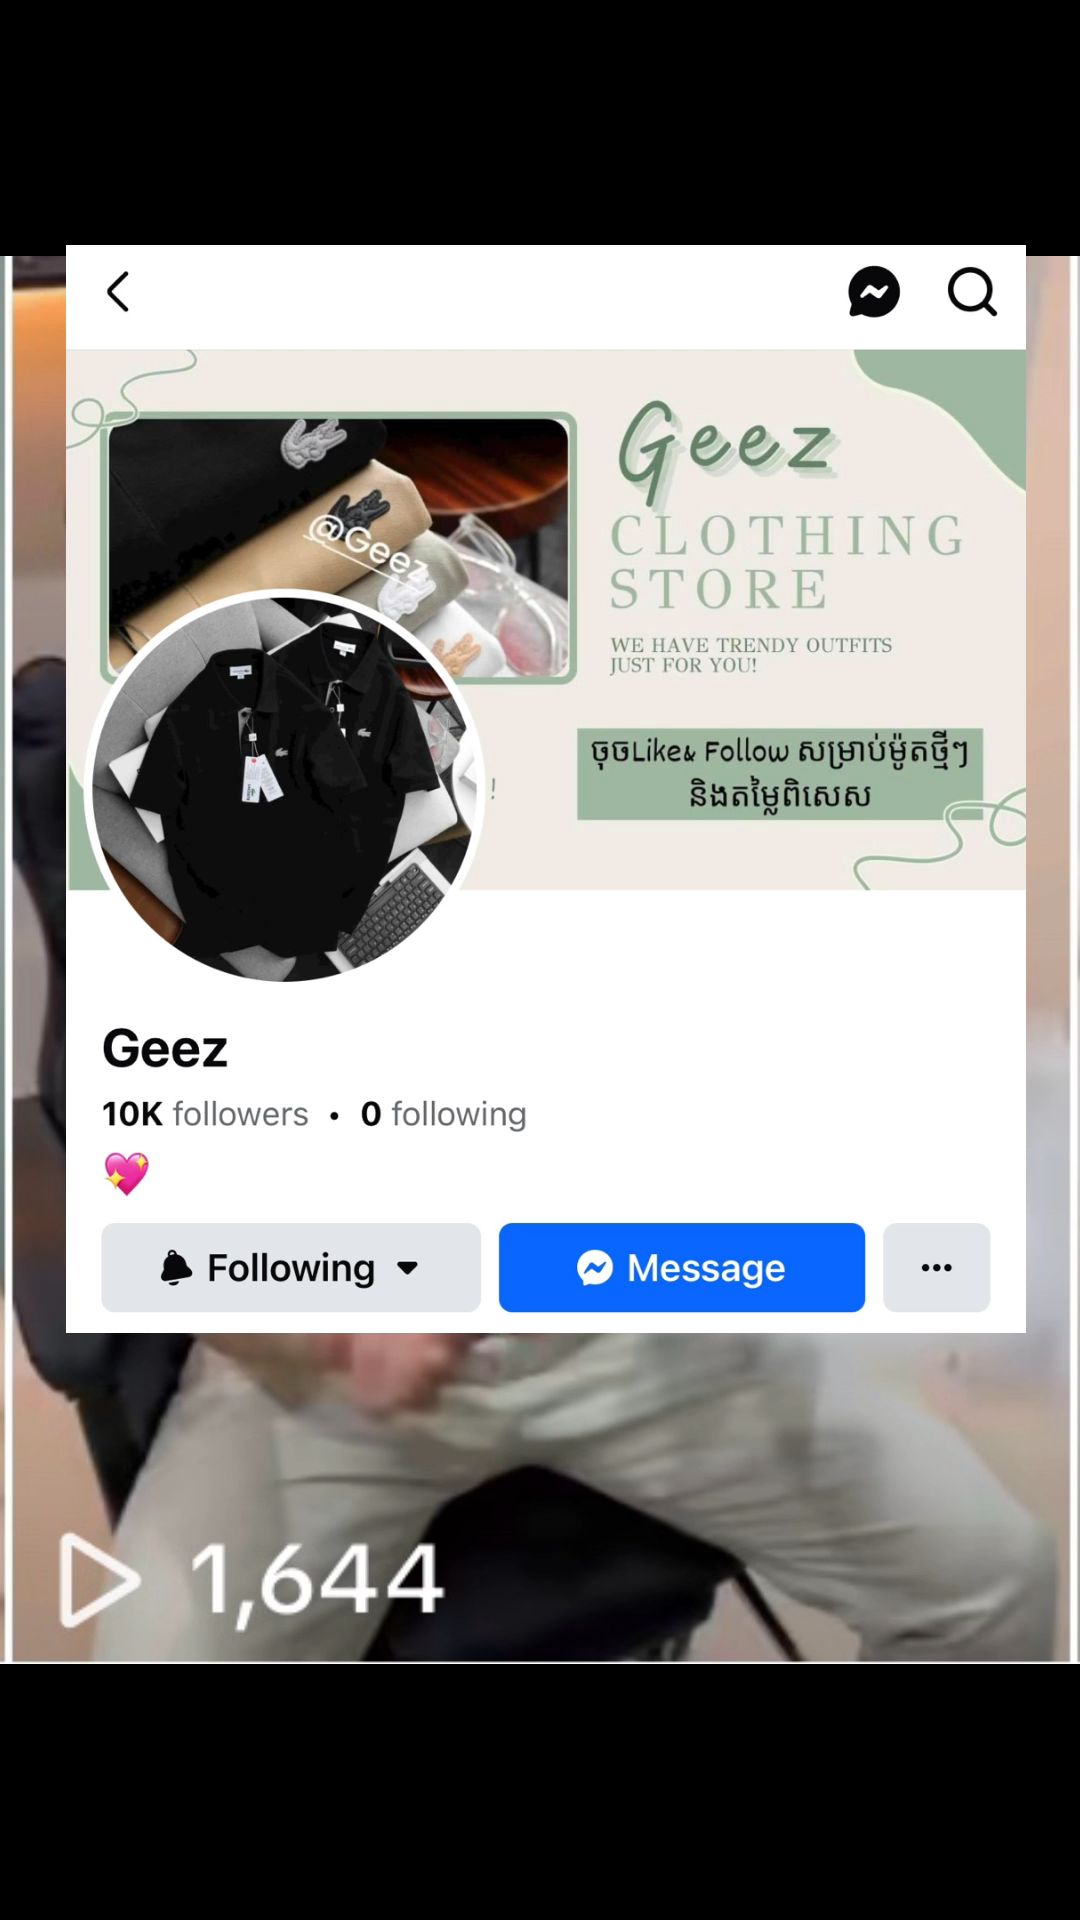 Geez
CLOTHING
STORE
WE HAVE TRENDY OUTFITS
JUST FOR YOU!
@Geez
ចុចLike& Follow សម្រាប់ម៉ូតថ្មីៗ
និងតម្លៃពិសេស
!
Geez
10K followers • 0 following
Following
Message
1,644